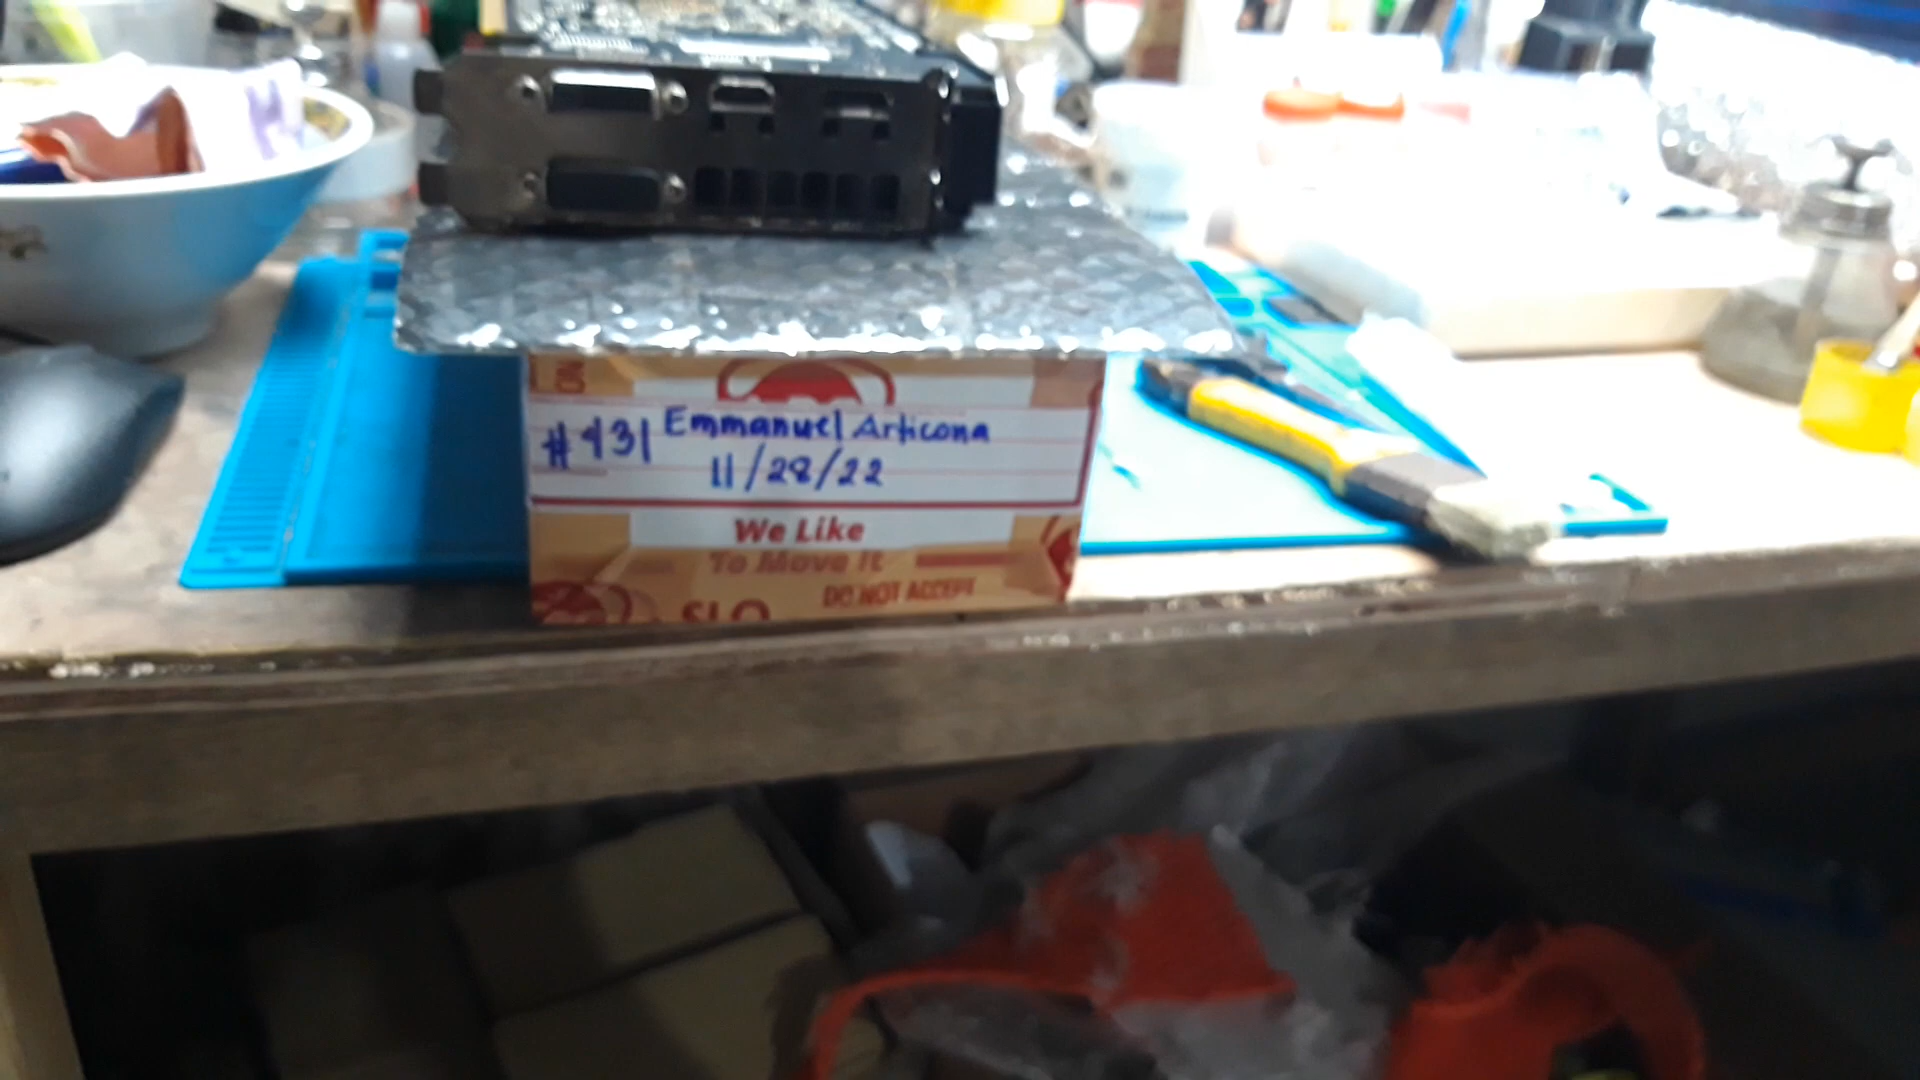 #431 Emmanuel Articona
11/28/22
We Like
To Move It
DO NOT ACCEPT